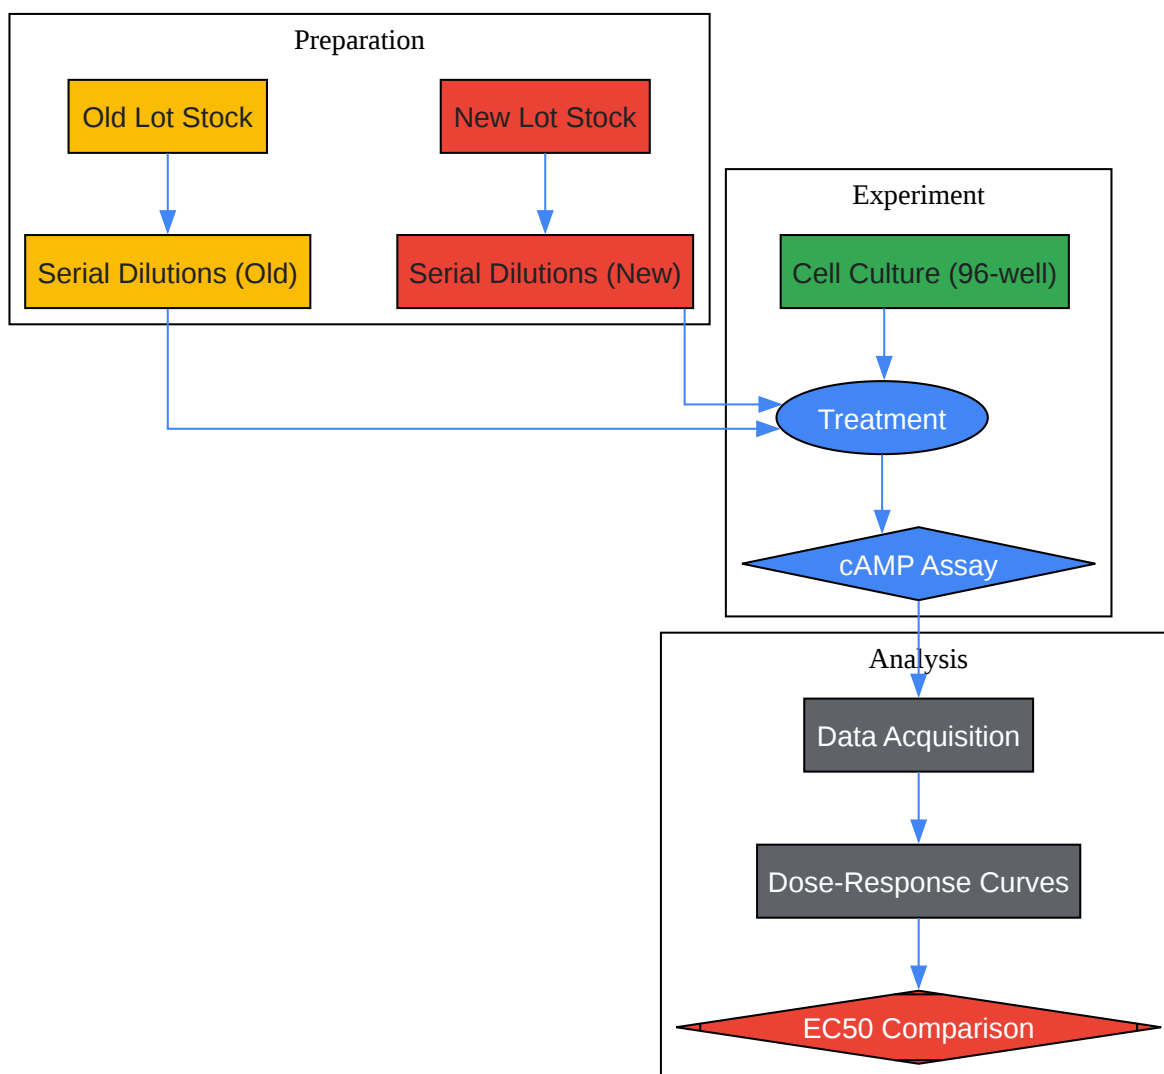 Preparation
Old Lot Stock
New Lot Stock
Serial Dilutions (Old)
Serial Dilutions (New)
Experiment
Cell Culture (96-well)
Treatment
cAMP Assay
Analysis
Data Acquisition
Dose-Response Curves
EC50 Comparison